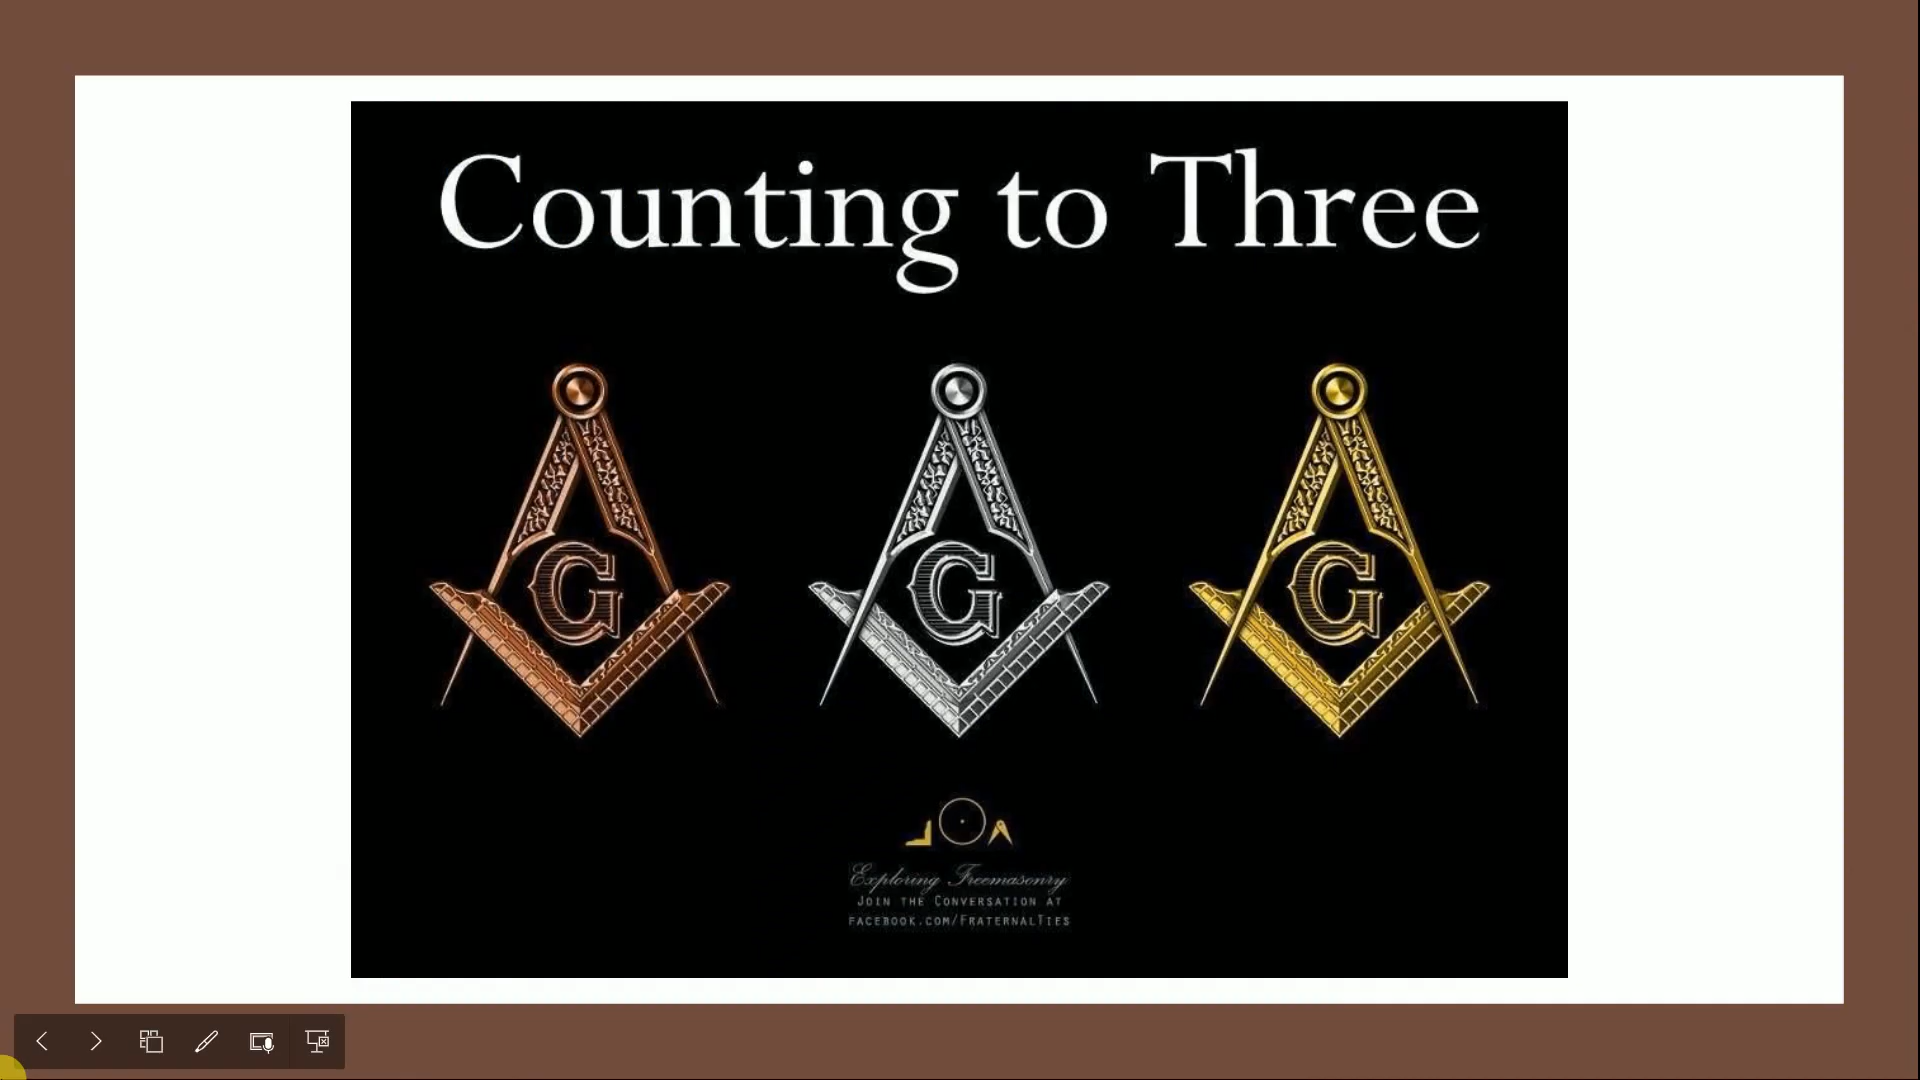 Counting to Three
G G G
Exploring Freemasonry
Join the Conversation at
facebook.com/FraternalTies